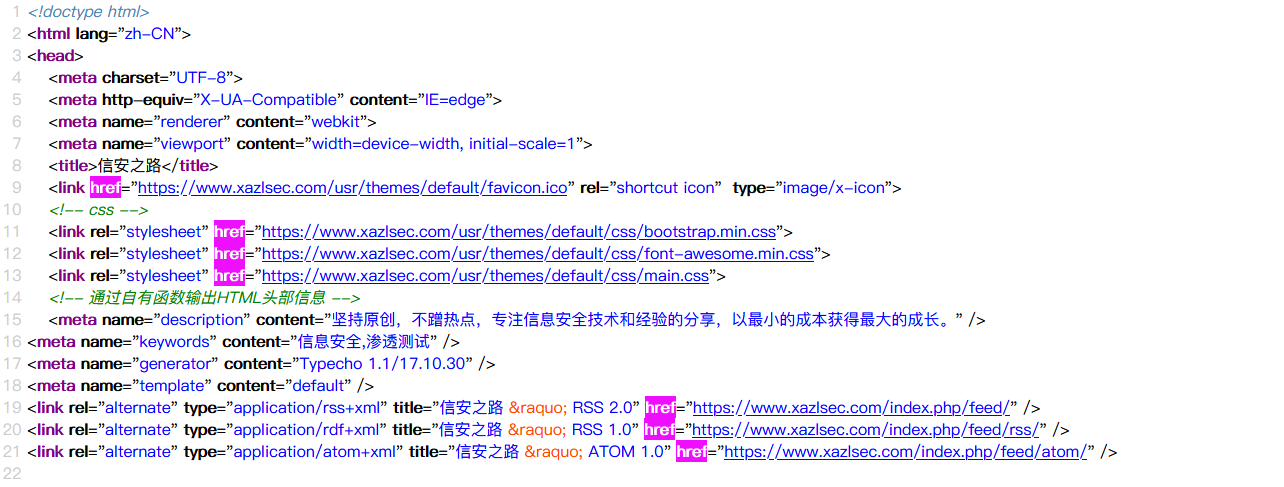 1 <!doctype html>
2 <html lang="zh-CN">
3 <head>
4 <meta charset="UTF-8">
5 <meta http-equiv="X-UA-Compatible" content="IE=edge">
6 <meta name="renderer" content="webkit">
7 <meta name="viewport" content="width=device-width, initial-scale=1">
8 <title>信安之路</title>
9 <link href="https://www.xazlsec.com/usr/themes/default/favicon.ico" rel="shortcut icon"  type="image/x-icon">
10 <!-- css -->
11 <link rel="stylesheet" href="https://www.xazlsec.com/usr/themes/default/css/bootstrap.min.css">
12 <link rel="stylesheet" href="https://www.xazlsec.com/usr/themes/default/css/font-awesome.min.css">
13 <link rel="stylesheet" href="https://www.xazlsec.com/usr/themes/default/css/main.css">
14 <!-- 通过自有函数输出HTML头部信息 -->
15 <meta name="description" content="坚持原创，不蹭热点，专注信息安全技术和经验的分享，以最小的成本获得最大的成长。" />
16 <meta name="keywords" content="信息安全,渗透测试" />
17 <meta name="generator" content="Typecho 1.1/17.10.30" />
18 <meta name="template" content="default" />
19 <link rel="alternate" type="application/rss+xml" title="信安之路 &raquo; RSS 2.0" href="https://www.xazlsec.com/index.php/feed/" />
20 <link rel="alternate" type="application/rdf+xml" title="信安之路 &raquo; RSS 1.0" href="https://www.xazlsec.com/index.php/feed/rss/" />
21 <link rel="alternate" type="application/atom+xml" title="信安之路 &raquo; ATOM 1.0" href="https://www.xazlsec.com/index.php/feed/atom/" />
22